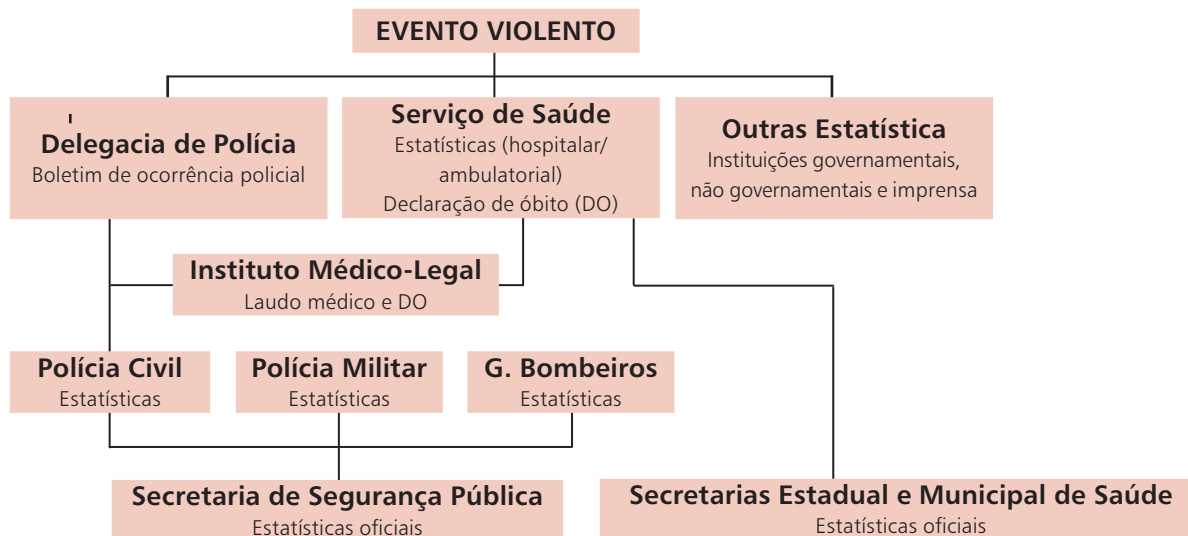 EVENTO VIOLENTO
Delegacia de Polícia
Boletim de ocorrência policial
Serviço de Saúde
Estatísticas (hospitalar/
ambulatorial)
Declaração de óbito (DO)
Outras Estatística
Instituições governamentais,
não governamentais e imprensa
Instituto Médico-Legal
Laudo médico e DO
Polícia Civil
Estatísticas
Polícia Militar
Estatísticas
G. Bombeiros
Estatísticas
Secretaria de Segurança Pública
Estatísticas oficiais
Secretarias Estadual e Municipal de Saúde
Estatísticas oficiais